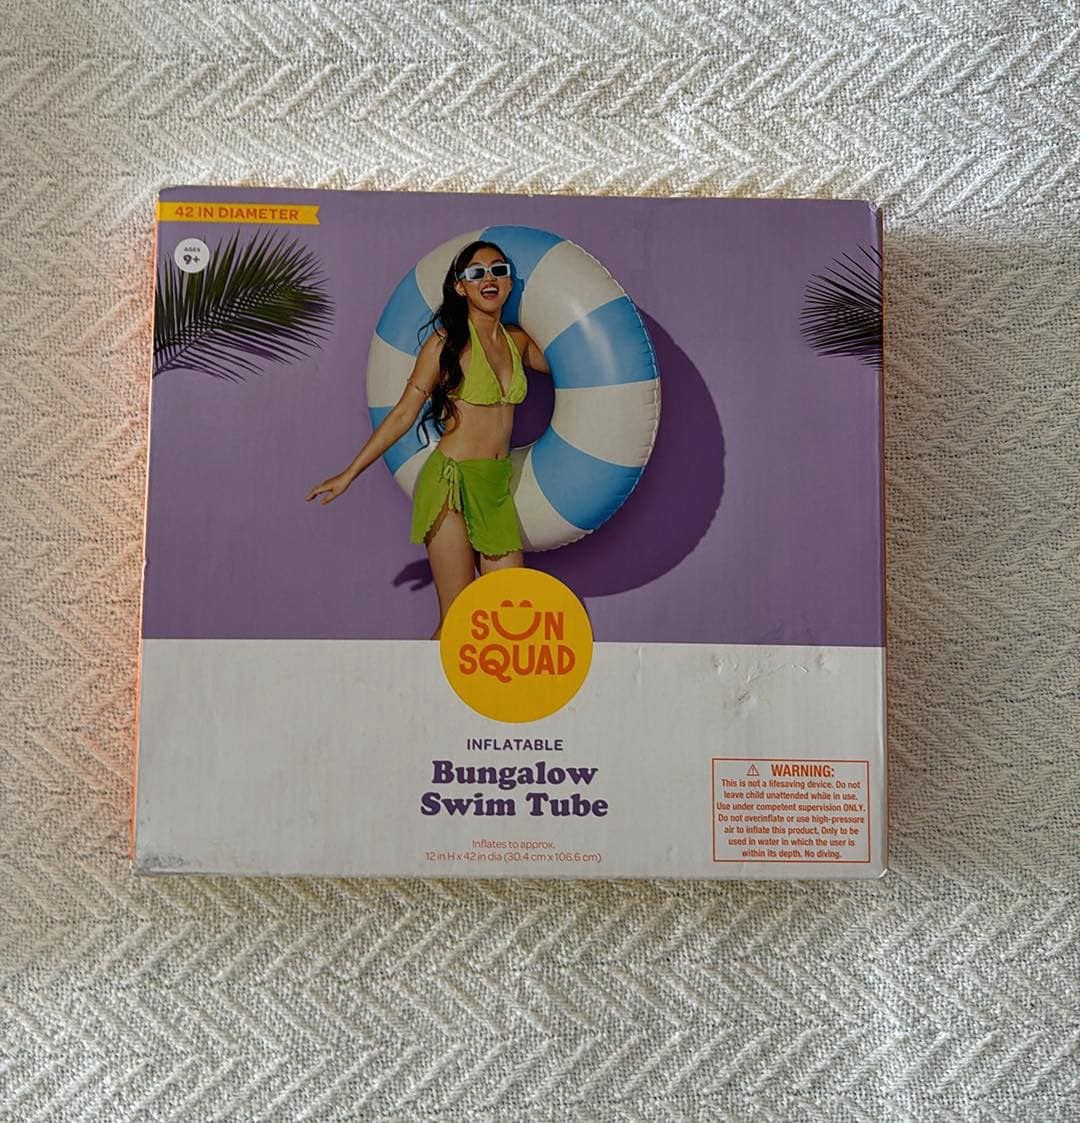 42 IN DIAMETER
AGES
9+
SUN
SQUAD
INFLATABLE
Bungalow
Swim Tube
Inflates to approx.
12 in H x 42 in dia (30.4 cm x 106.6 cm)
⚠ WARNING:
This is not a lifesaving device. Do not
leave child unattended while in use.
Use under competent supervision ONLY.
Do not overinflate or use high-pressure
air to inflate this product. Only to be
used in water in which the user is
within its depth. No diving.